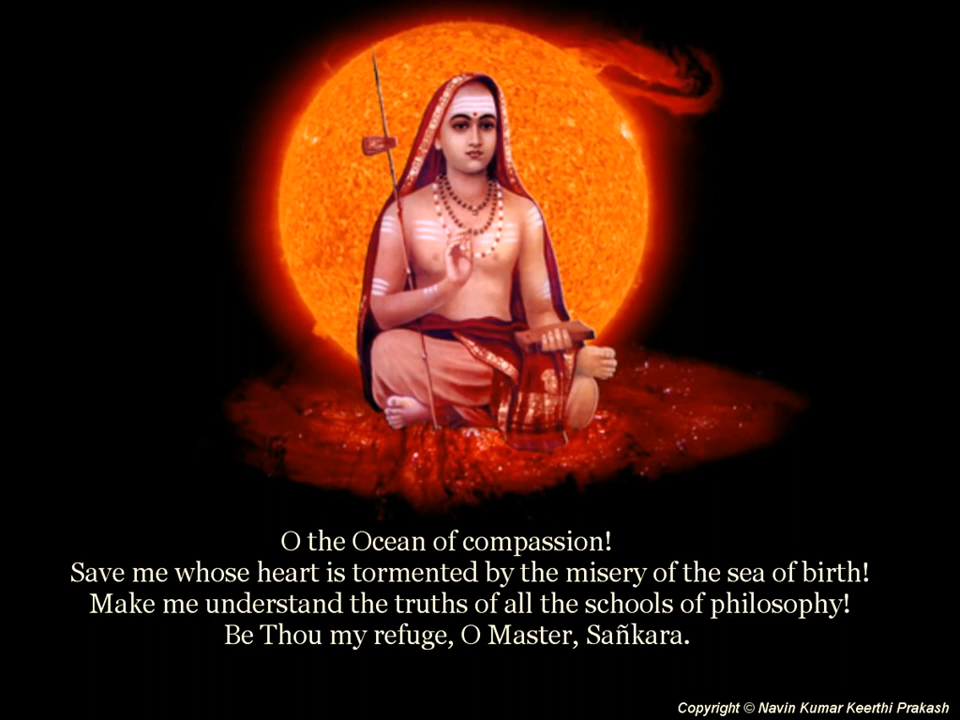 O the Ocean of compassion!
Save me whose heart is tormented by the misery of the sea of birth!
Make me understand the truths of all the schools of philosophy!
Be Thou my refuge, O Master, Sañkara.
Copyright © Navin Kumar Keerthi Prakash